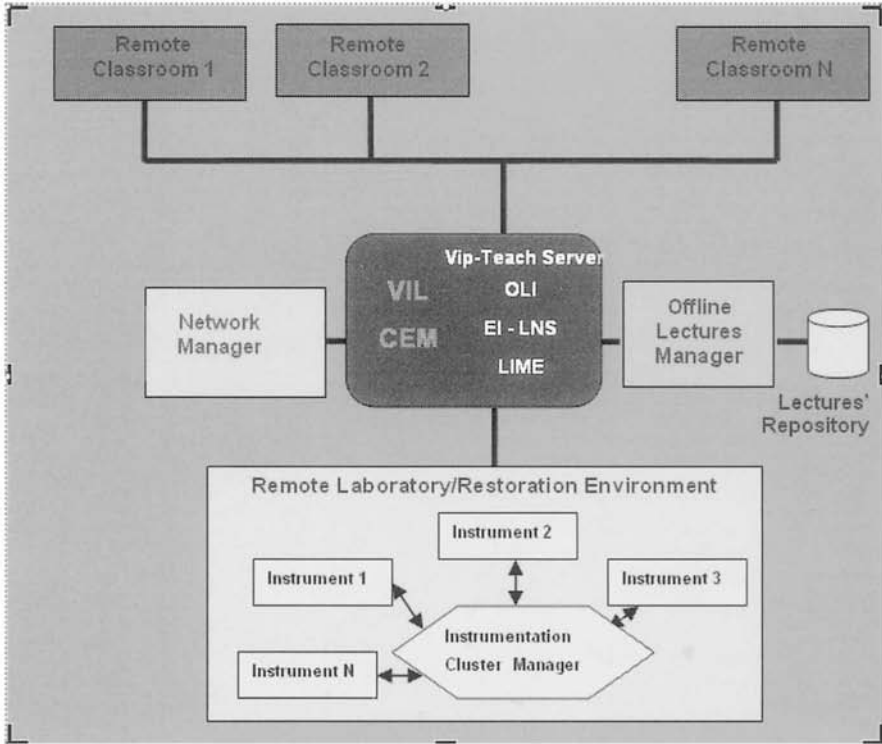 Remote
Classroom 1
Remote
Classroom 2
Remote
Classroom N
Vip-Teach Server
VIL
OLI
CEM
EI - LNS
LIME
Network
Manager
Offline
Lectures
Manager
Lectures'
Repository
Remote Laboratory/Restoration Environment
Instrument 2
Instrument 1
Instrument 3
Instrumentation
Cluster Manager
Instrument N